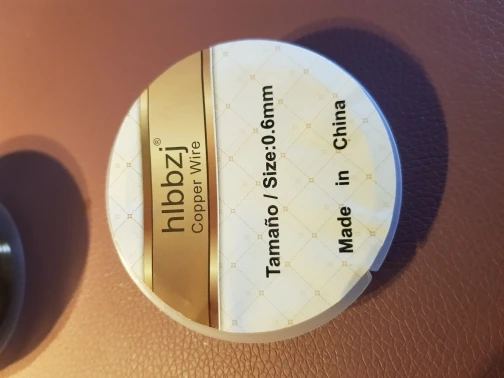 hlbbzj®
Copper Wire
Tamaño / Size:0.6mm
Made in China